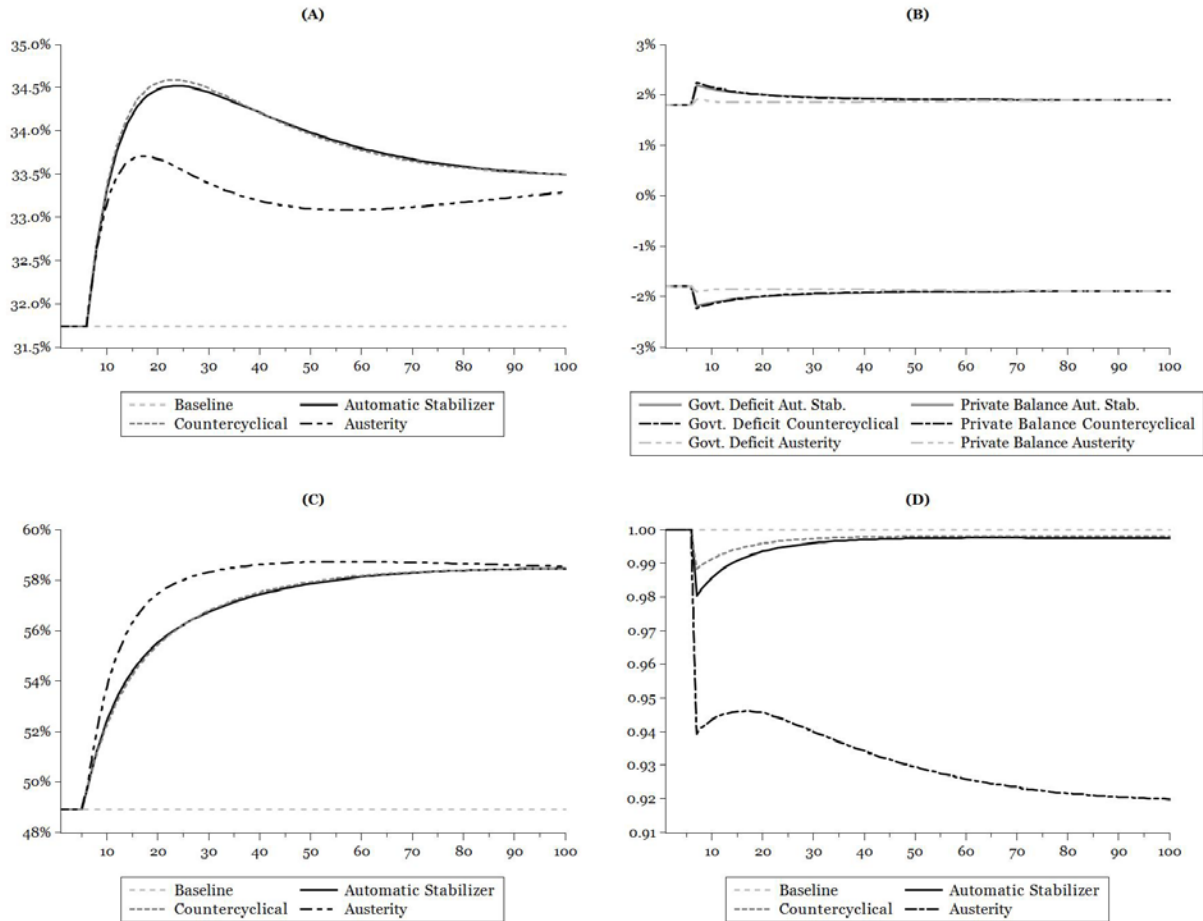 (A)
35.0%
34.5%
34.0%
33.5%
33.0%
32.5%
32.0%
31.5%
10 20 30 40 50 60 70 80 90 100
Baseline Automatic Stabilizer
Countercyclical Austerity
(B)
3%
2%
2%
0%
-1%
-2%
-3%
10 20 30 40 50 60 70 80 90 100
Govt. Deficit Aut. Stab. Private Balance Aut. Stab.
Govt. Deficit Countercyclical Private Balance Countercyclical
Govt. Deficit Austerity Private Balance Austerity
(C)
60%
58%
56%
54%
52%
50%
48%
10 20 30 40 50 60 70 80 90 100
Baseline Automatic Stabilizer
Countercyclical Austerity
(D)
1.00
0.99
0.98
0.97
0.96
0.95
0.94
0.93
0.92
0.91
10 20 30 40 50 60 70 80 90 100
Baseline Automatic Stabilizer
Countercyclical Austerity